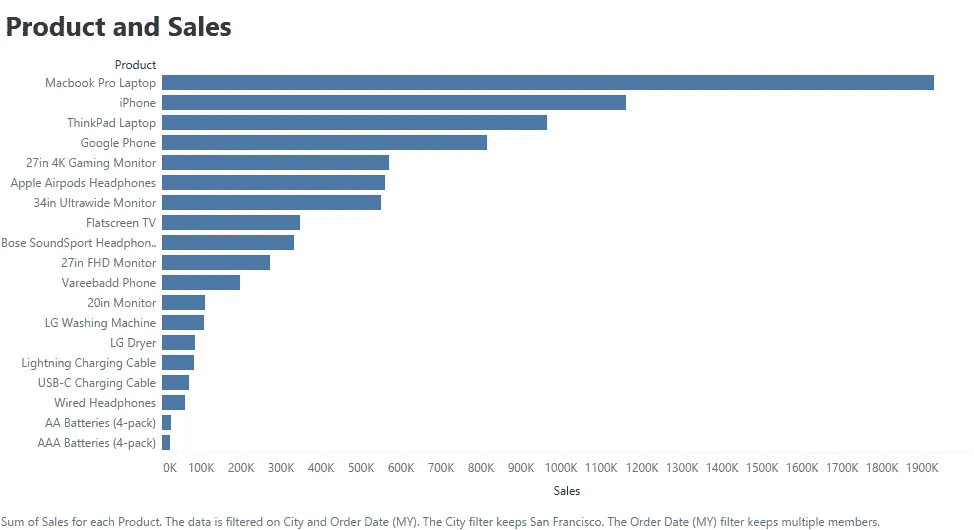 Product and Sales
Product
Macbook Pro Laptop
iPhone
ThinkPad Laptop
Google Phone
27in 4K Gaming Monitor
Apple Airpods Headphones
34in Ultrawide Monitor
Flatscreen TV
Bose SoundSport Headphon..
27in FHD Monitor
Vareebadd Phone
20in Monitor
LG Washing Machine
LG Dryer
Lightning Charging Cable
USB-C Charging Cable
Wired Headphones
AA Batteries (4-pack)
AAA Batteries (4-pack)
0K 100K 200K 300K 400K 500K 600K 700K 800K 900K 1000K 1100K 1200K 1300K 1400K 1500K 1600K 1700K 1800K 1900K
Sales
Sum of Sales for each Product. The data is filtered on City and Order Date (MY). The City filter keeps San Francisco. The Order Date (MY) filter keeps multiple members.